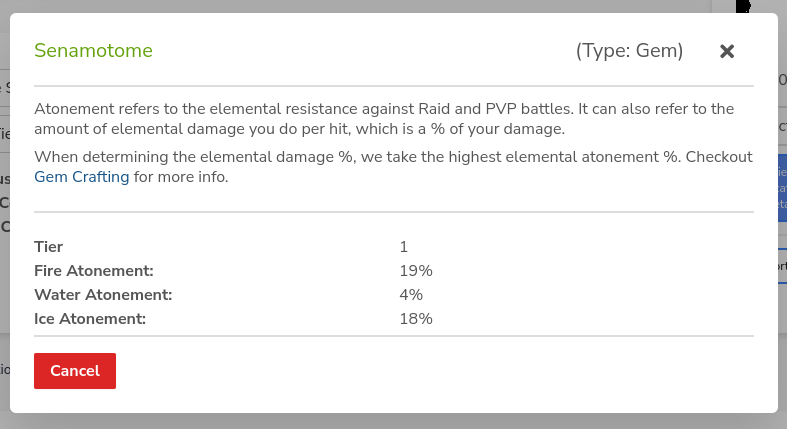 Senamotome (Type: Gem)
Atonement refers to the elemental resistance against Raid and PVP battles. It can also refer to the
amount of elemental damage you do per hit, which is a % of your damage.
When determining the elemental damage %, we take the highest elemental atonement %. Checkout
Gem Crafting for more info.
Tier 1
Fire Atonement: 19%
Water Atonement: 4%
Ice Atonement: 18%
Cancel